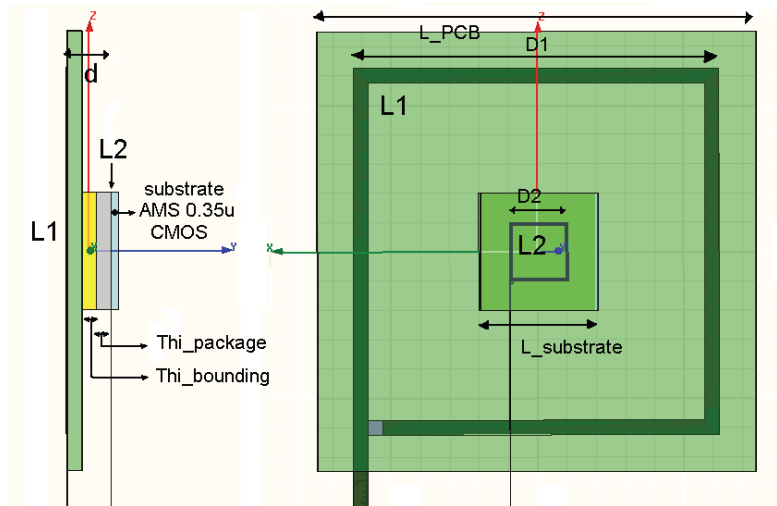 Z
d
L2
substrate
AMS 0.35u
CMOS
L1
Y
Thi_package
Thi_bounding
L_PCB
Z
D1
L1
D2
L2
X
L_substrate